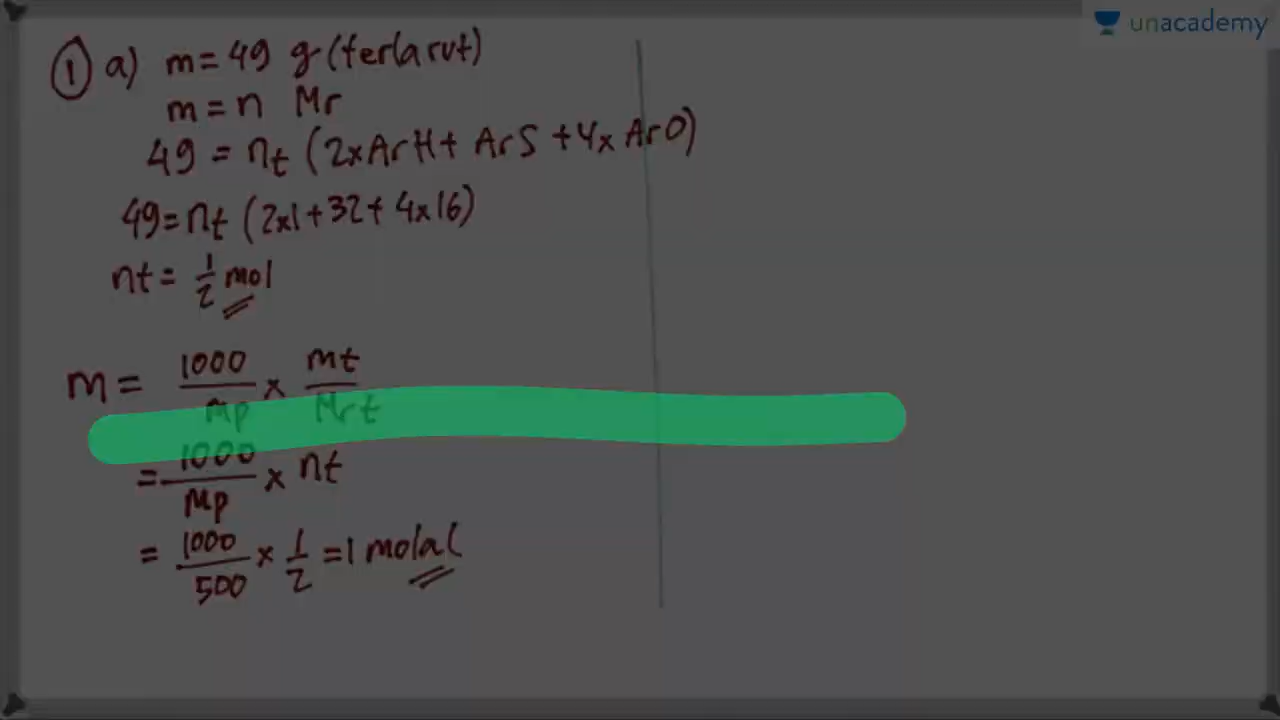 unacademy
① a) m = 49 g (terlarut)
m = n Mr
49 = nt (2xArH + ArS + 4x ArO)
49 = nt (2x1 + 32 + 4x16)
nt = 1/2 mol
m = 1000/Mp x mt/Mrt
= 1000/Mp x nt
= 1000/500 x 1/2 = 1 molal